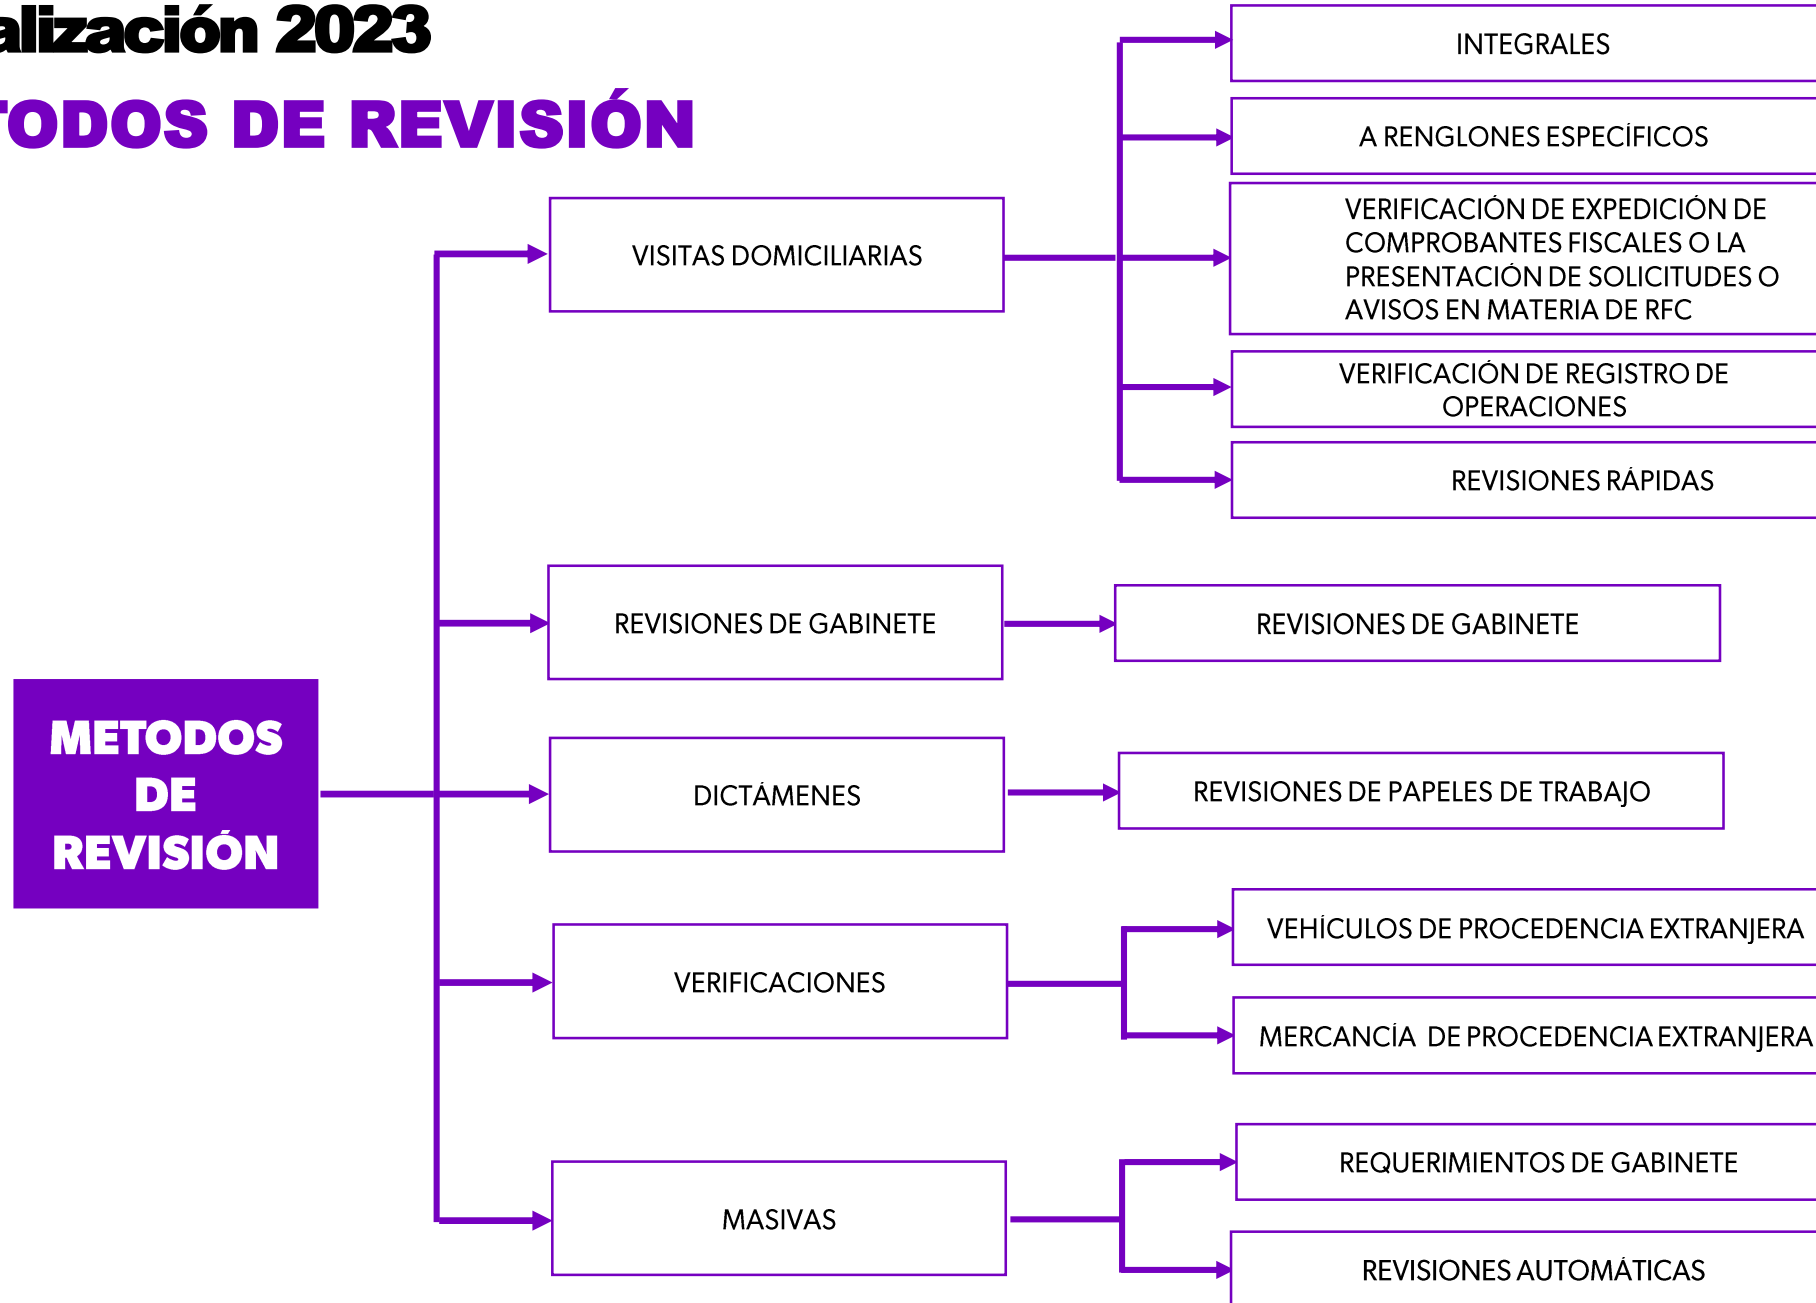 alización 2023
TODOS DE REVISIÓN
INTEGRALES
A RENGLONES ESPECÍFICOS
VISITAS DOMICILIARIAS
VERIFICACIÓN DE EXPEDICIÓN DE
COMPROBANTES FISCALES O LA
PRESENTACIÓN DE SOLICITUDES O
AVISOS EN MATERIA DE RFC
VERIFICACIÓN DE REGISTRO DE
OPERACIONES
REVISIONES RÁPIDAS
REVISIONES DE GABINETE
REVISIONES DE GABINETE
METODOS
DE
REVISIÓN
DICTÁMENES
REVISIONES DE PAPELES DE TRABAJO
VERIFICACIONES
VEHÍCULOS DE PROCEDENCIA EXTRANJERA
MERCANCÍA DE PROCEDENCIA EXTRANJERA
MASIVAS
REQUERIMIENTOS DE GABINETE
REVISIONES AUTOMÁTICAS